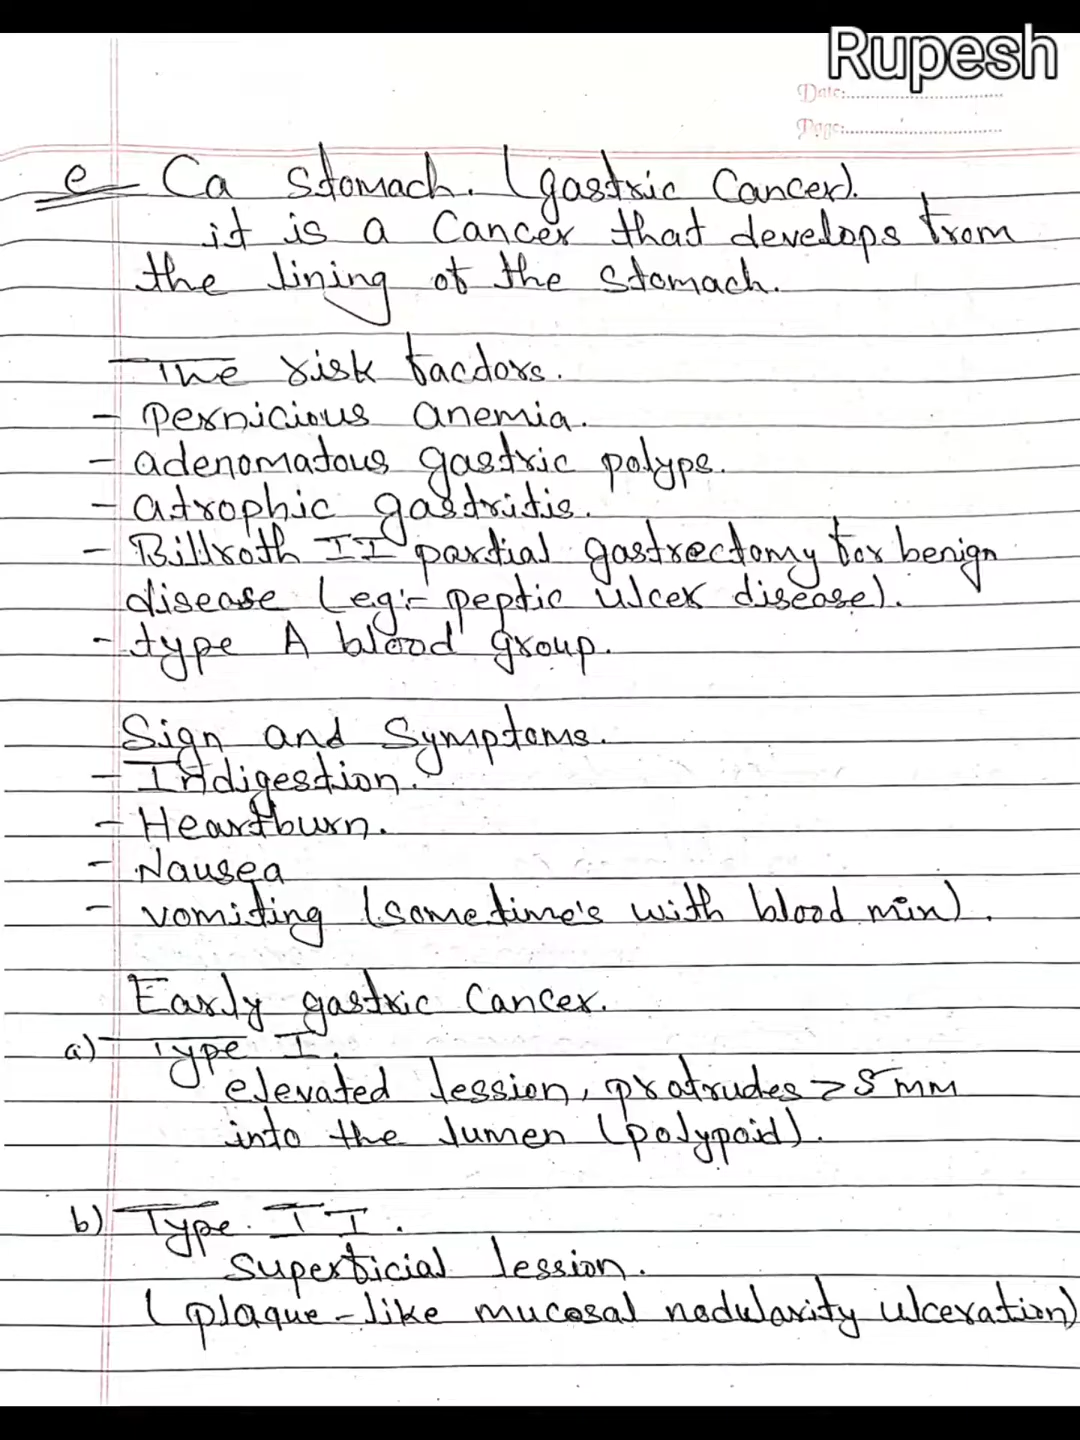 Rupesh
Date:
Page:
e Ca Stomach. (gastric Cancer).
it is a Cancer that develops from
the lining of the stomach.
The risk factors.
- Pernicious anemia.
- adenomatous gastric polyps.
- atrophic gastritis.
- Billroth II partial gastrectomy for benign
disease (eg:- peptic ulcer disease).
- type A blood group.
Sign and Symptoms.
- Indigestion.
- Heartburn.
- Nausea
- vomiting (sometime's with blood min).
Early gastric Cancer.
a) Type I.
elevated lession, protrudes > 5 mm
into the lumen (polypoid).
b) Type II.
Superficial lession.
(plaque-like mucosal nodularity ulceration)